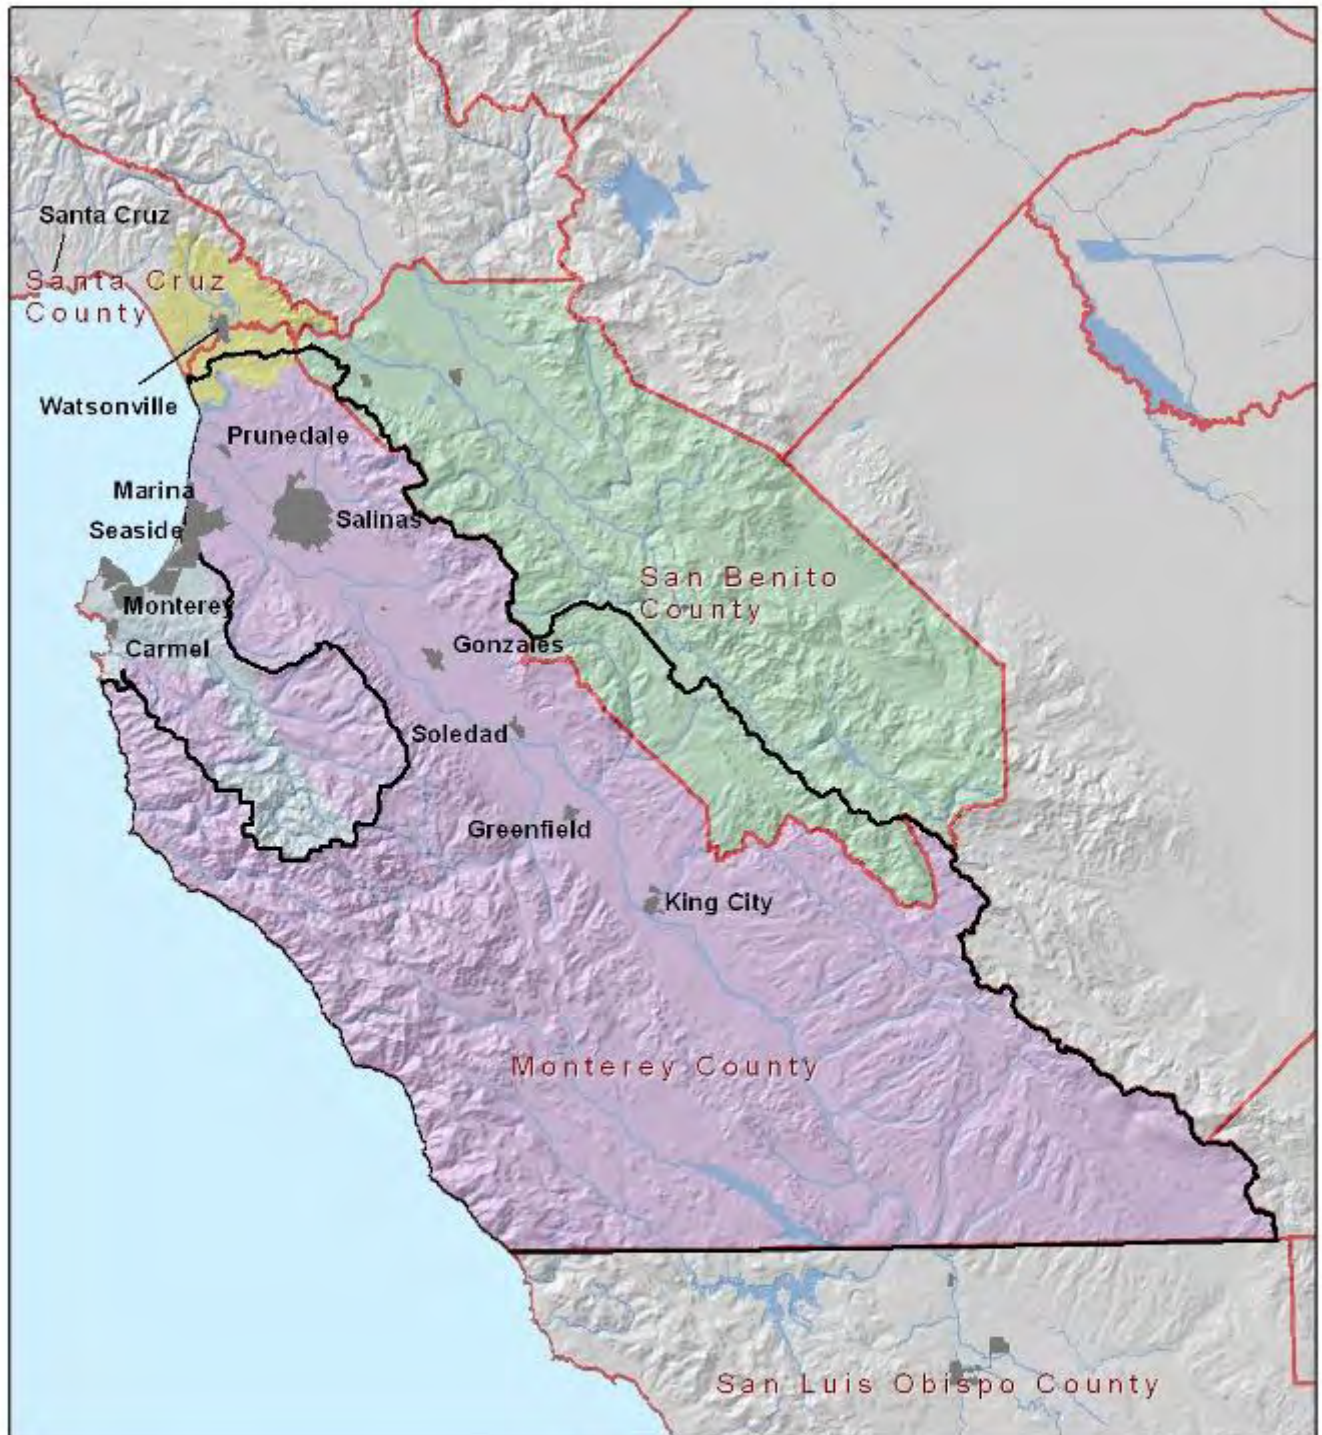 Santa Cruz
Santa Cruz
County
Watsonville
Prunedale
Marina
Salinas
Seaside
San Benito
County
Monterey
Gonzales
Carmel
Soledad
Greenfield
King City
Monterey County
San Luis Obispo County